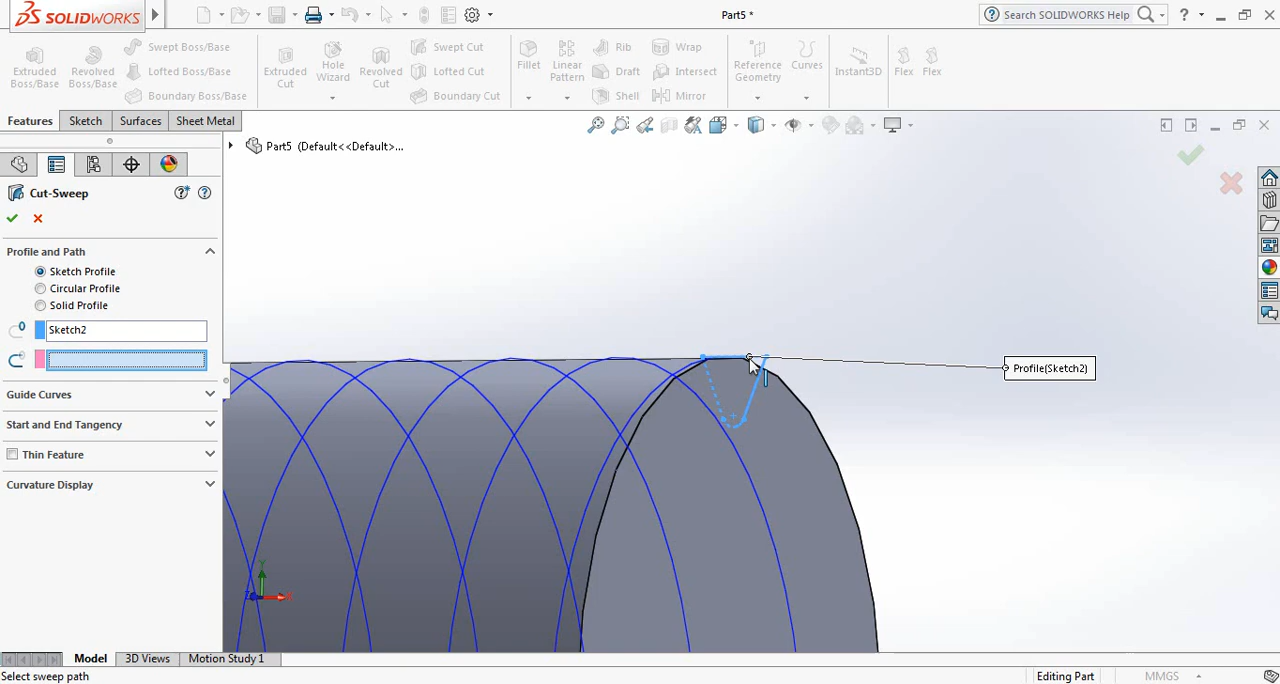 SOLIDWORKS
Part5 *
Search SOLIDWORKS Help
?
Extruded Boss/Base
Revolved Boss/Base
Swept Boss/Base
Lofted Boss/Base
Boundary Boss/Base
Extruded Cut
Hole Wizard
Revolved Cut
Swept Cut
Lofted Cut
Boundary Cut
Fillet
Linear Pattern
Rib
Draft
Shell
Wrap
Intersect
Mirror
Reference Geometry
Curves
Instant3D
Flex
Flex
Features
Sketch
Surfaces
Sheet Metal
Part5 (Default<<Default>...
Cut-Sweep
Profile and Path
Sketch Profile
Circular Profile
Solid Profile
Sketch2
Guide Curves
Start and End Tangency
Thin Feature
Curvature Display
Profile(Sketch2)
Y
Model
3D Views
Motion Study 1
Select sweep path
Editing Part
MMGS